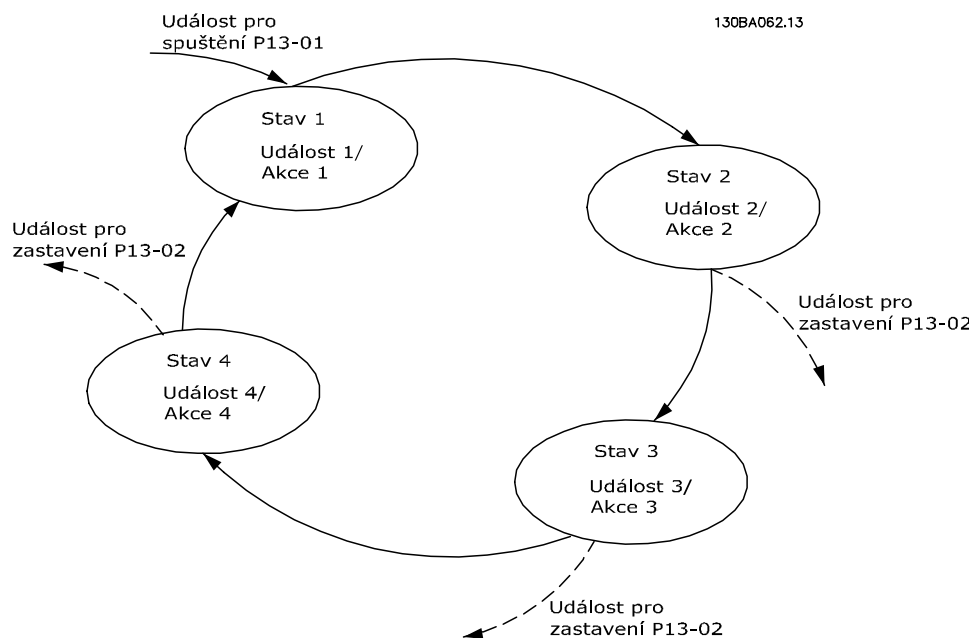 Událost pro
spuštění P13-01
130BA062.13
Stav 1
Událost 1/
Akce 1
Stav 2
Událost 2/
Akce 2
Událost pro
zastavení P13-02
Událost pro
zastavení P13-02
Stav 4
Událost 4/
Akce 4
Stav 3
Událost 3/
Akce 3
Událost pro
zastavení P13-02